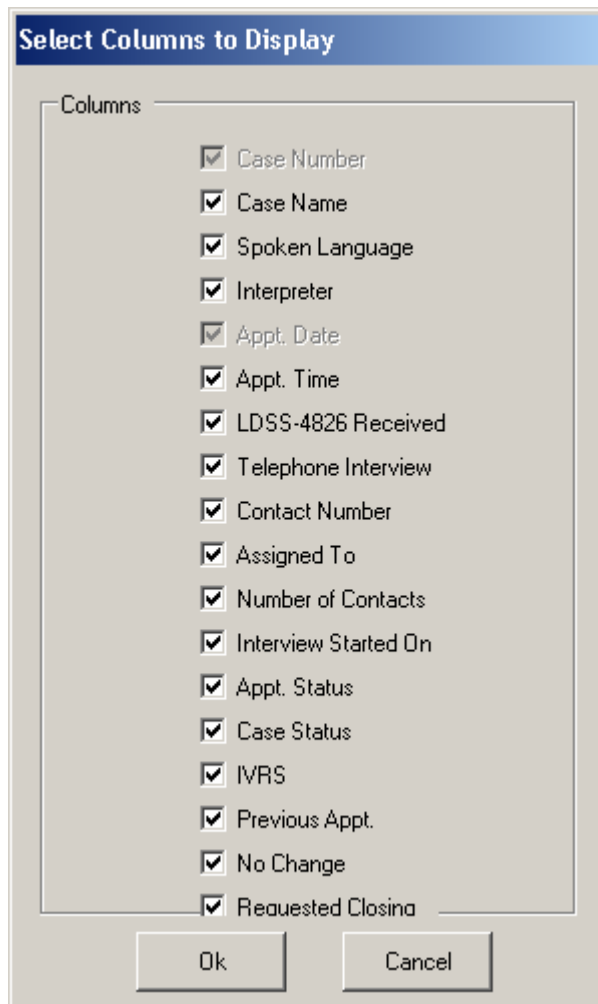 Select Columns to Display
Columns
Case Number
Case Name
Spoken Language
Interpreter
Appt. Date
Appt. Time
LDSS-4826 Received
Telephone Interview
Contact Number
Assigned To
Number of Contacts
Interview Started On
Appt. Status
Case Status
IVRS
Previous Appt.
No Change
Requested Closing
Ok Cancel